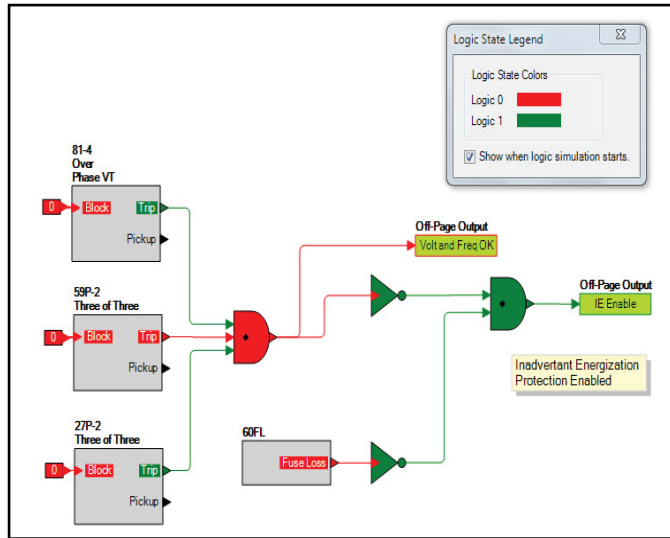 Logic State Legend
X
Logic State Colors
Logic 0
Logic 1
Show when logic simulation starts.
81-4
Over
Phase VT
0
Block
Trip
Pickup
Off-Page Output
Volt and Freq OK
59P-2
Three of Three
0
Block
Trip
Pickup
Off-Page Output
IE Enable
Inadvertant Energization
Protection Enabled
27P-2
Three of Three
0
Block
Trip
Pickup
60FL
Fuse Loss